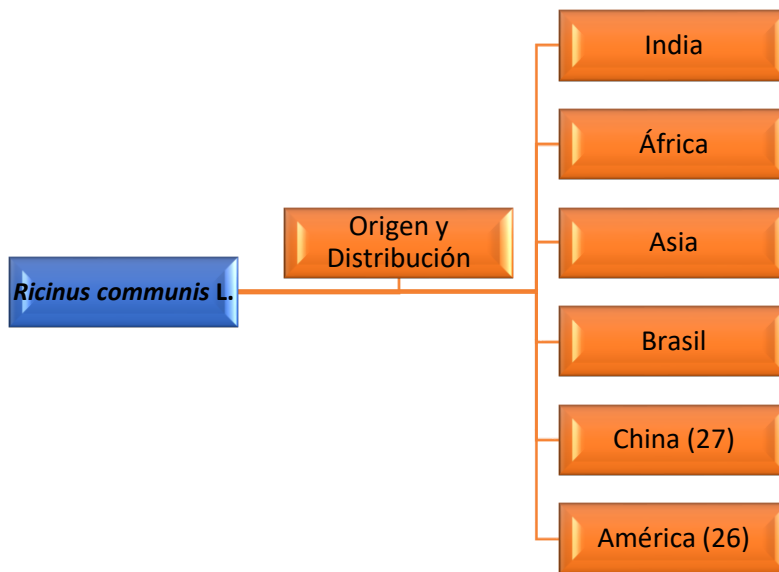 Ricinus communis L.
Origen y
Distribución
India
África
Asia
Brasil
China (27)
América (26)